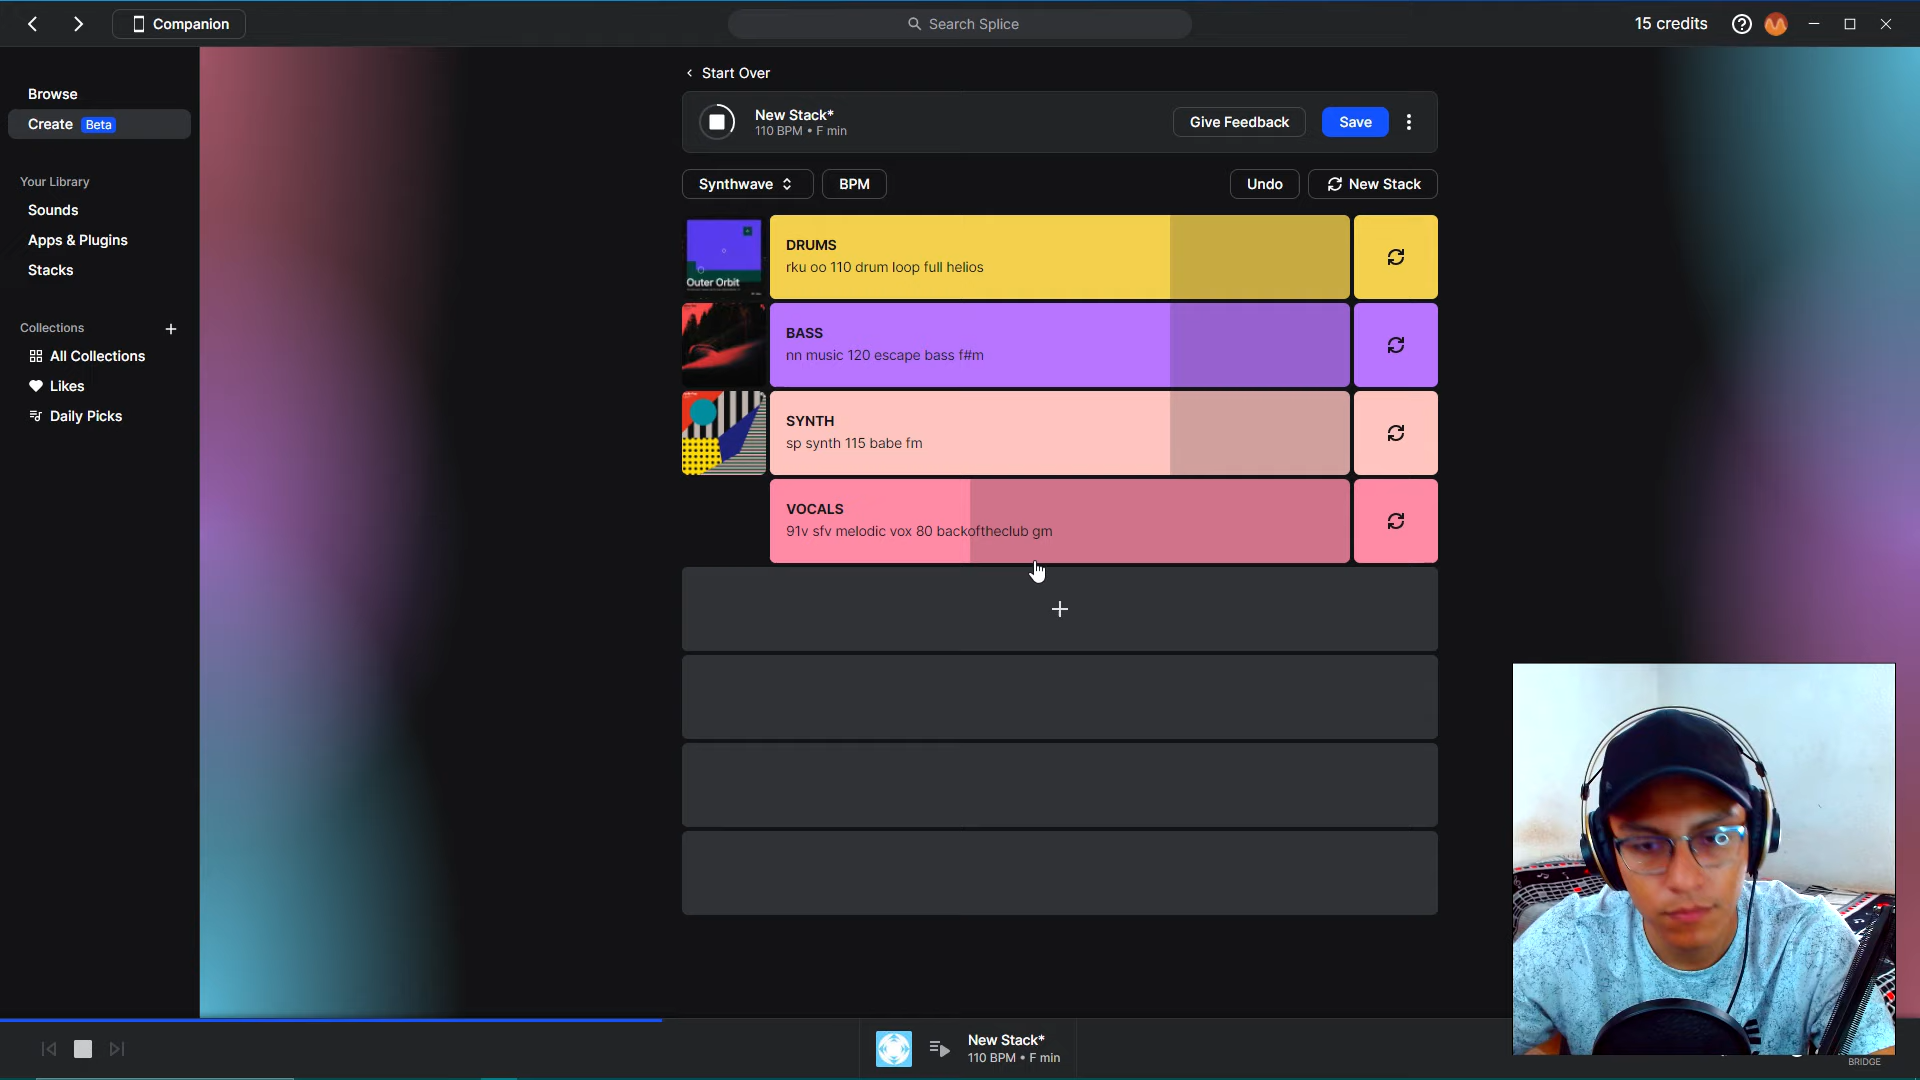 Companion
Search Splice
15 credits
Browse
Create Beta
Your Library
Sounds
Apps & Plugins
Stacks
Collections
All Collections
Likes
Daily Picks
Start Over
New Stack*
110 BPM • F min
Give Feedback
Save
Synthwave
BPM
Undo
New Stack
Outer Orbit
DRUMS
rku oo 110 drum loop full helios
BASS
nn music 120 escape bass f#m
SYNTH
sp synth 115 babe fm
VOCALS
91v sfv melodic vox 80 backoftheclub gm
New Stack*
110 BPM • F min
BRIDGE